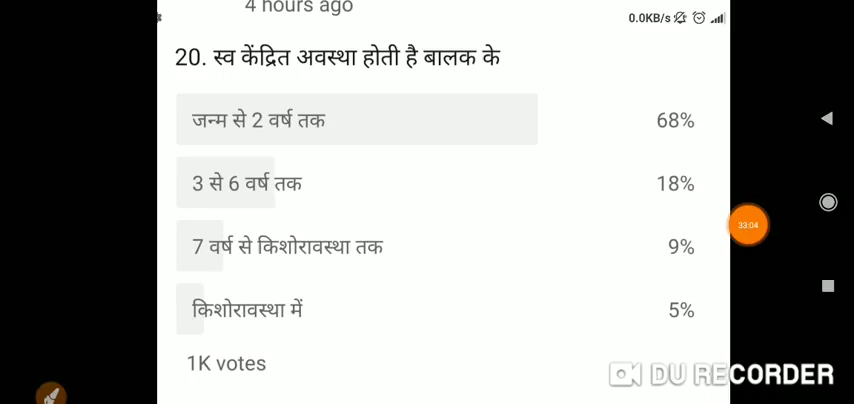 4 hours ago
0.0KB/s
20. स्व केंद्रित अवस्था होती है बालक के
जन्म से 2 वर्ष तक 68%
3 से 6 वर्ष तक 18%
33:04
7 वर्ष से किशोरावस्था तक 9%
किशोरावस्था में 5%
1K votes
DU RECORDER